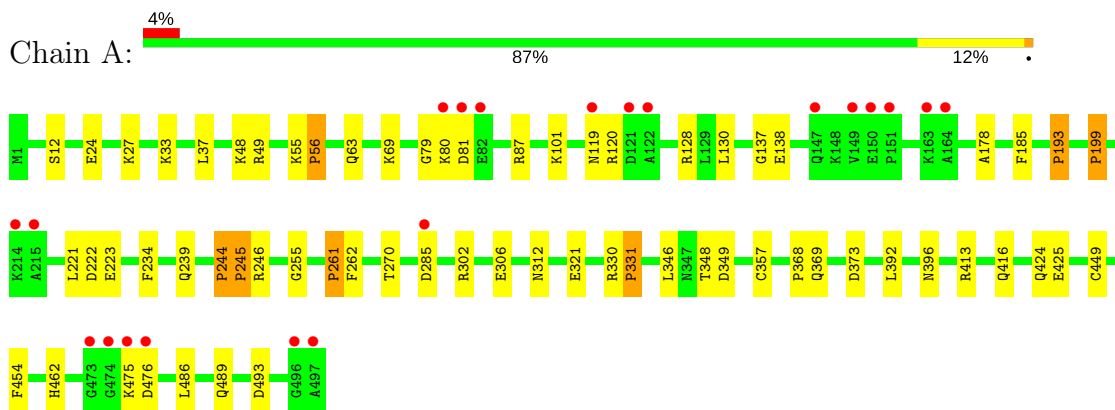 4%
Chain A:
87% 12% •
M1 S12 E24 K27 K33 L37 K48 R49 K55 P56 Q63 K69 G79 K80 D81 E82 R87 K101 N119 R120 D121 A122 R128 L129 L130 G137 E138 Q147 K148 V149 E150 P151 K163 A164 A178 F185 P193 P199
K214 A215 L221 D222 E223 F234 Q239 P244 P245 R246 G255 P261 F262 T270 D285 R302 E306 N312 E321 R330 P331 L346 N347 T348 D349 C357 P368 Q369 D373 L392 N396 R413 Q416 Q424 E425 C449
F454 H462 G473 G474 K475 D476 L486 Q489 D493 G496 A497